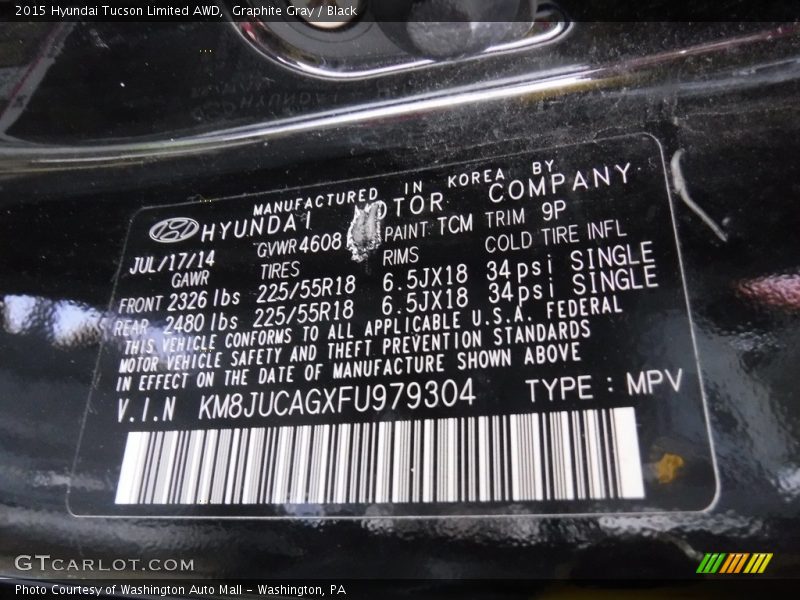 2015 Hyundai Tucson Limited AWD,  Graphite Gray / Black
MANUFACTURED IN KOREA BY
HYUNDAI OTOR COMPANY
JUL/17/14 GVWR 4608 PAINT TCM TRIM 9P
GAWR TIRES RIMS COLD TIRE INFL
FRONT 2326 lbs 225/55R18 6.5JX18 34psi SINGLE
REAR 2480 lbs 225/55R18 6.5JX18 34psi SINGLE
THIS VEHICLE CONFORMS TO ALL APPLICABLE U.S.A. FEDERAL
MOTOR VEHICLE SAFETY AND THEFT PREVENTION STANDARDS
IN EFFECT ON THE DATE OF MANUFACTURE SHOWN ABOVE
V.I.N KM8JUCAGXFU979304 TYPE : MPV
GTCARLOT.COM
Photo Courtesy of Washington Auto Mall - Washington, PA